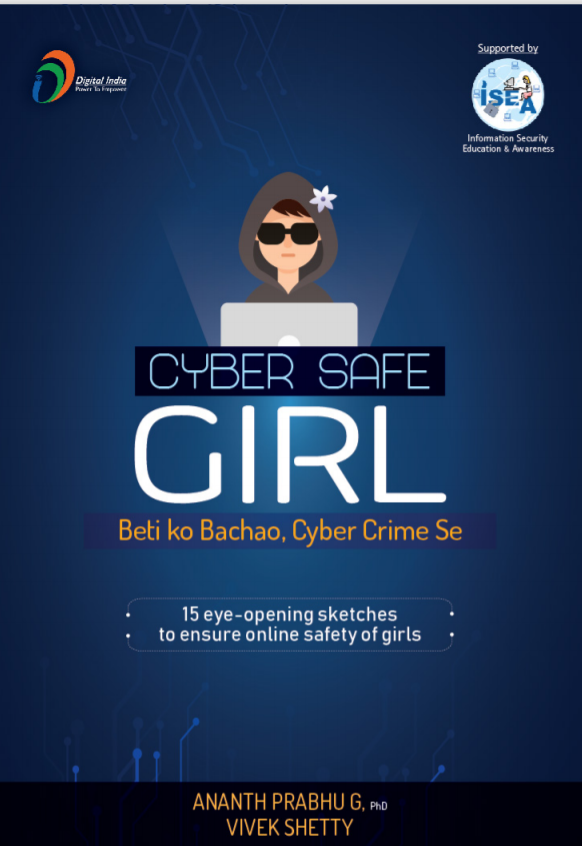 Digital India
Power To Empower
Supported by
iSEA
Information Security
Education & Awareness
CYBER SAFE
GIRL
Beti ko Bachao, Cyber Crime Se
15 eye-opening sketches
to ensure online safety of girls
ANANTH PRABHU G, PhD
VIVEK SHETTY